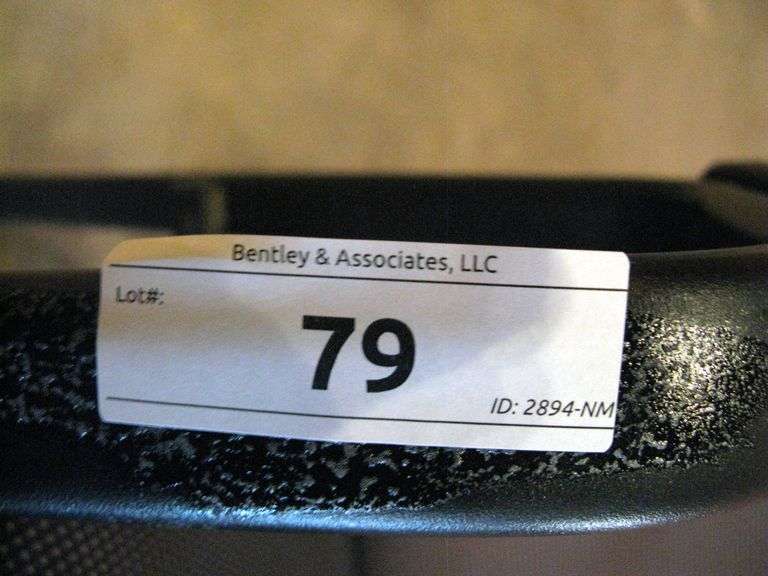 Bentley & Associates, LLC
Lot#:
79
ID: 2894-NM